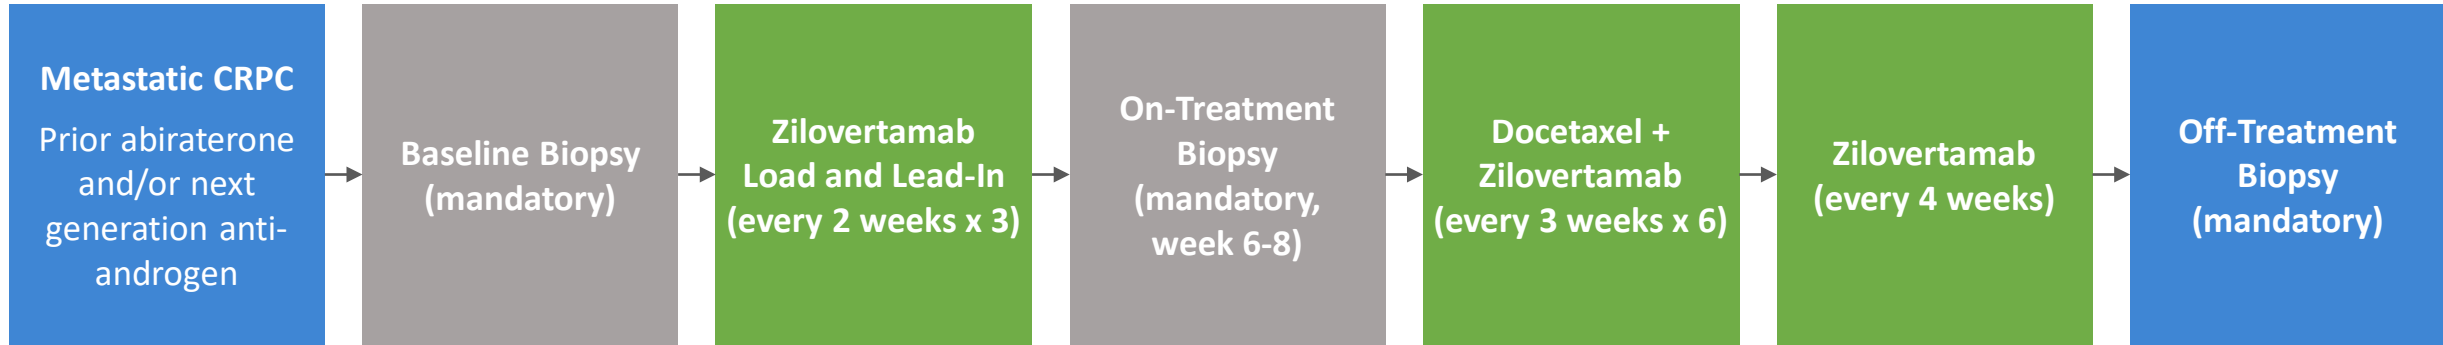 Metastatic CRPC
Prior abiraterone
and/or next
generation anti-
androgen
Baseline Biopsy
(mandatory)
Zilovertamab
Load and Lead-In
(every 2 weeks x 3)
On-Treatment
Biopsy
(mandatory,
week 6-8)
Docetaxel +
Zilovertamab
(every 3 weeks x 6)
Zilovertamab
(every 4 weeks)
Off-Treatment
Biopsy
(mandatory)